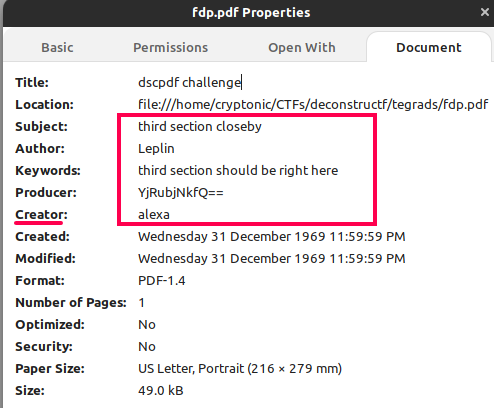 fdp.pdf Properties
Basic Permissions Open With Document
Title: dscpdf challenge
Location: file:///home/cryptonic/CTFs/deconstructf/tegrads/fdp.pdf
Subject: third section closeby
Author: Leplin
Keywords: third section should be right here
Producer: YjRubjNkfQ==
Creator: alexa
Created: Wednesday 31 December 1969 11:59:59 PM
Modified: Wednesday 31 December 1969 11:59:59 PM
Format: PDF-1.4
Number of Pages: 1
Optimized: No
Security: No
Paper Size: US Letter, Portrait (216 × 279 mm)
Size: 49.0 kB